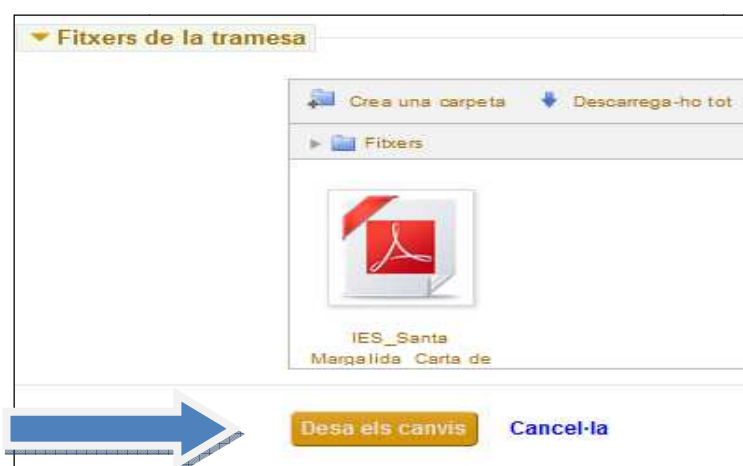 Fitxers de la tramesa
Crea una carpeta Descarrega-ho tot
Fitxers
IES_Santa
Margalida_Carta de
Desa els canvis Cancel·la